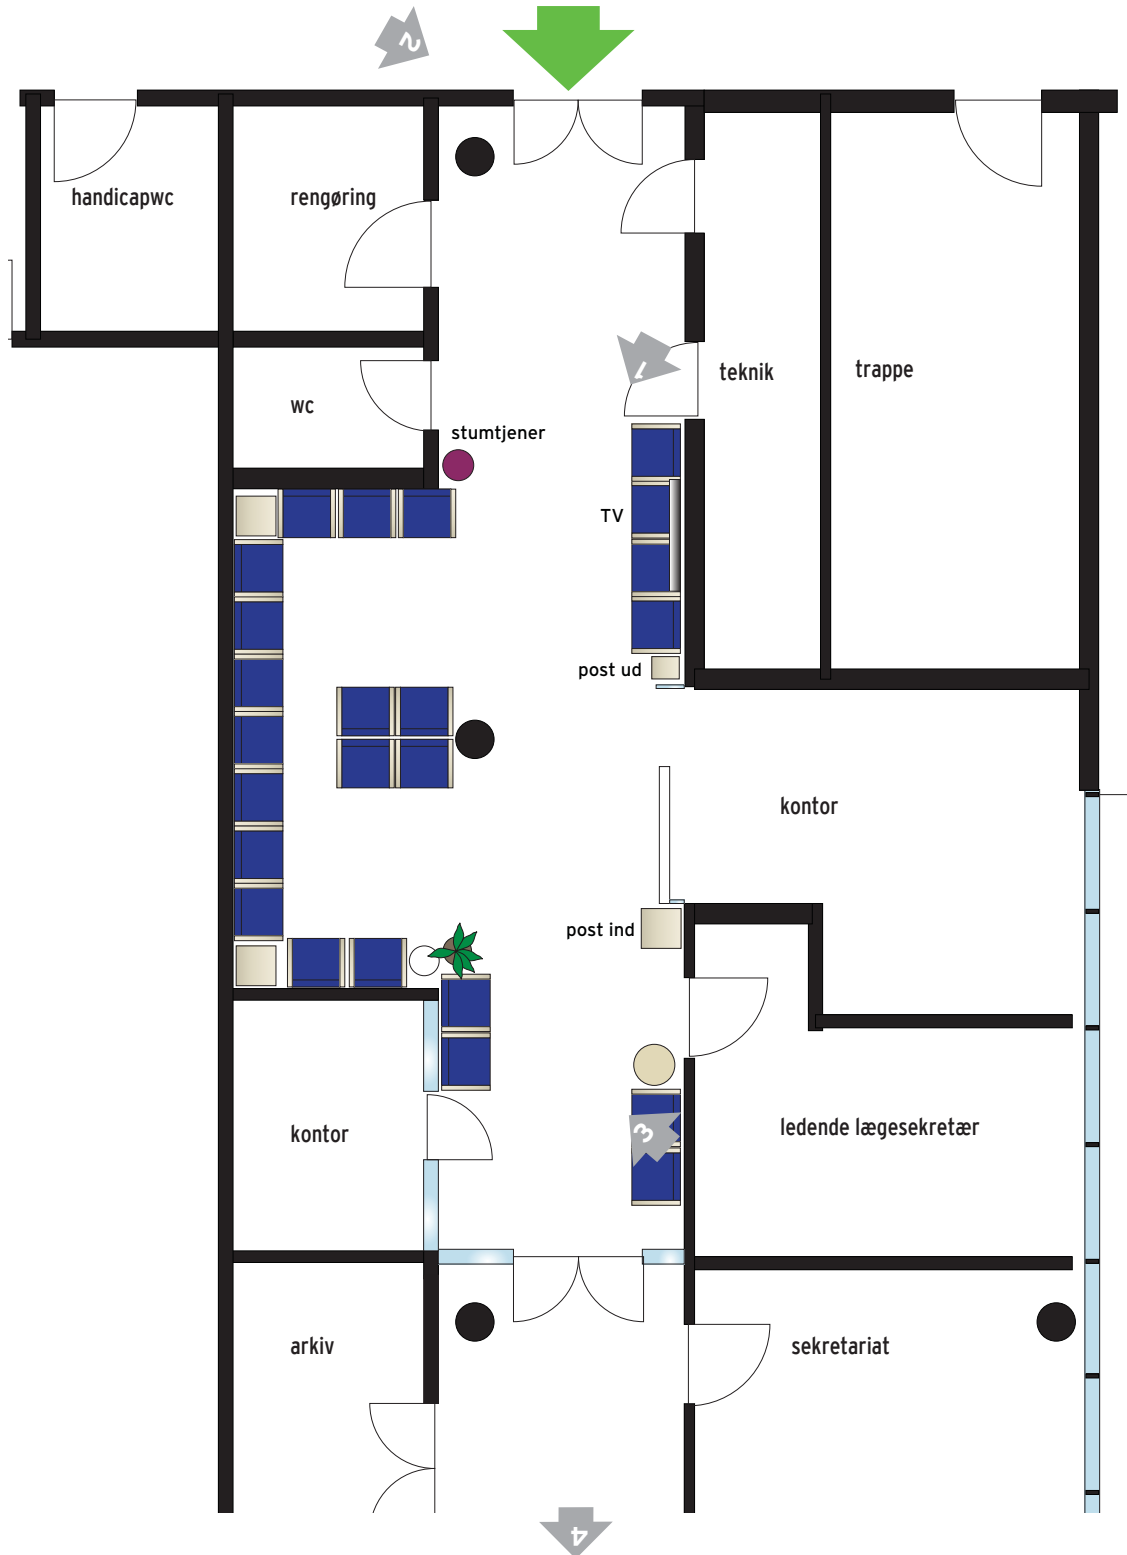 2
handicapwc
rengøring
1
teknik
trappe
wc
stumtjener
TV
post ud
kontor
post ind
3
ledende lægesekretær
kontor
arkiv
sekretariat
4